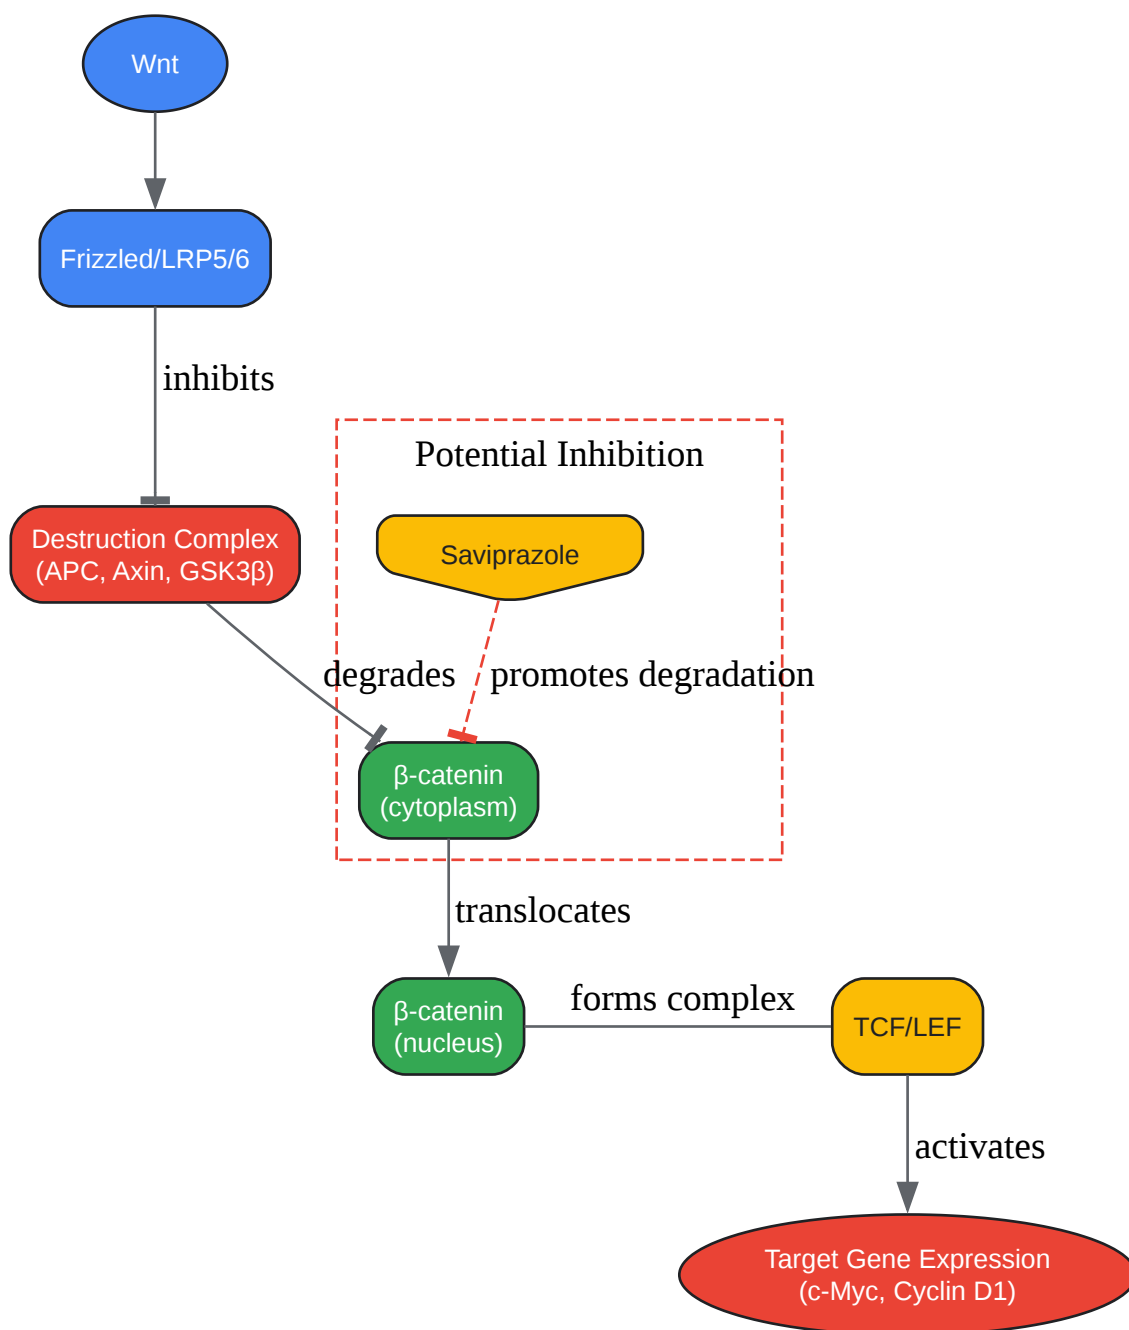 Wnt
Frizzled/LRP5/6
inhibits
Potential Inhibition
Destruction Complex
(APC, Axin, GSK3β)
Saviprazole
degrades
promotes degradation
β-catenin
(cytoplasm)
translocates
β-catenin
(nucleus)
forms complex
TCF/LEF
activates
Target Gene Expression
(c-Myc, Cyclin D1)